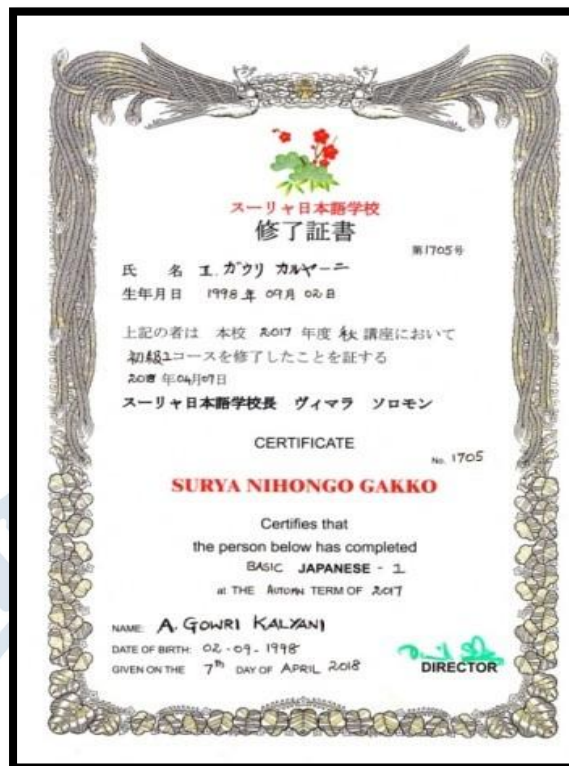 スーリャ日本語学校
修了証書
第1705号
氏 名 エ. ガウリ カルヤーニ
生年月日 1998年 09月 02日
上記の者は 本校 2017 年度 秋 講座において
初級1コースを修了したことを証する
2018 年04月07日
スーリャ日本語学校長 ヴィマラ ソロモン
CERTIFICATE
No. 1705
SURYA NIHONGO GAKKO
Certifies that
the person below has completed
BASIC JAPANESE - 1
at THE Autumn TERM OF 2017
NAME: A. GOWRI KALYANI
DATE OF BIRTH: 02-09-1998
GIVEN ON THE 7th DAY OF APRIL 2018
DIRECTOR